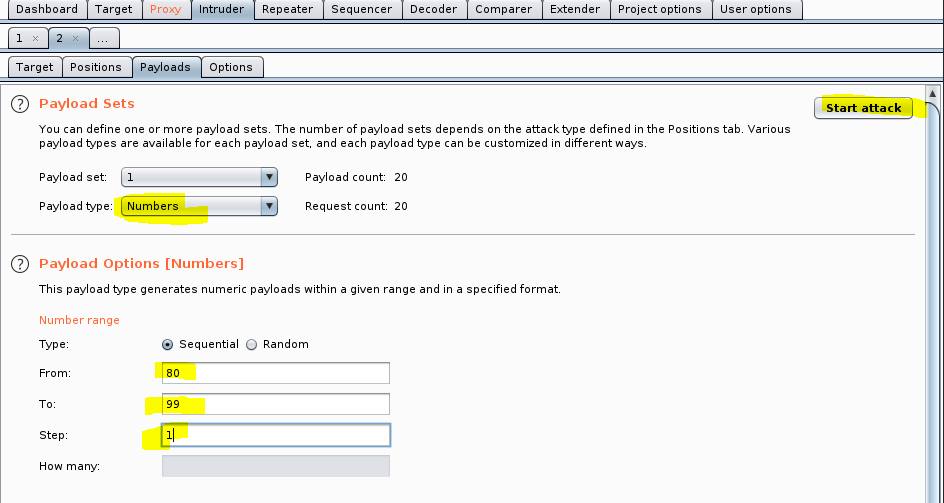 Dashboard Target Proxy Intruder Repeater Sequencer Decoder Comparer Extender Project options User options
1 × 2 × ...
Target Positions Payloads Options
? Payload Sets Start attack
You can define one or more payload sets. The number of payload sets depends on the attack type defined in the Positions tab. Various
payload types are available for each payload set, and each payload type can be customized in different ways.
Payload set: 1 Payload count: 20
Payload type: Numbers Request count: 20
? Payload Options [Numbers]
This payload type generates numeric payloads within a given range and in a specified format.
Number range
Type: Sequential Random
From: 80
To: 99
Step: 1
How many: